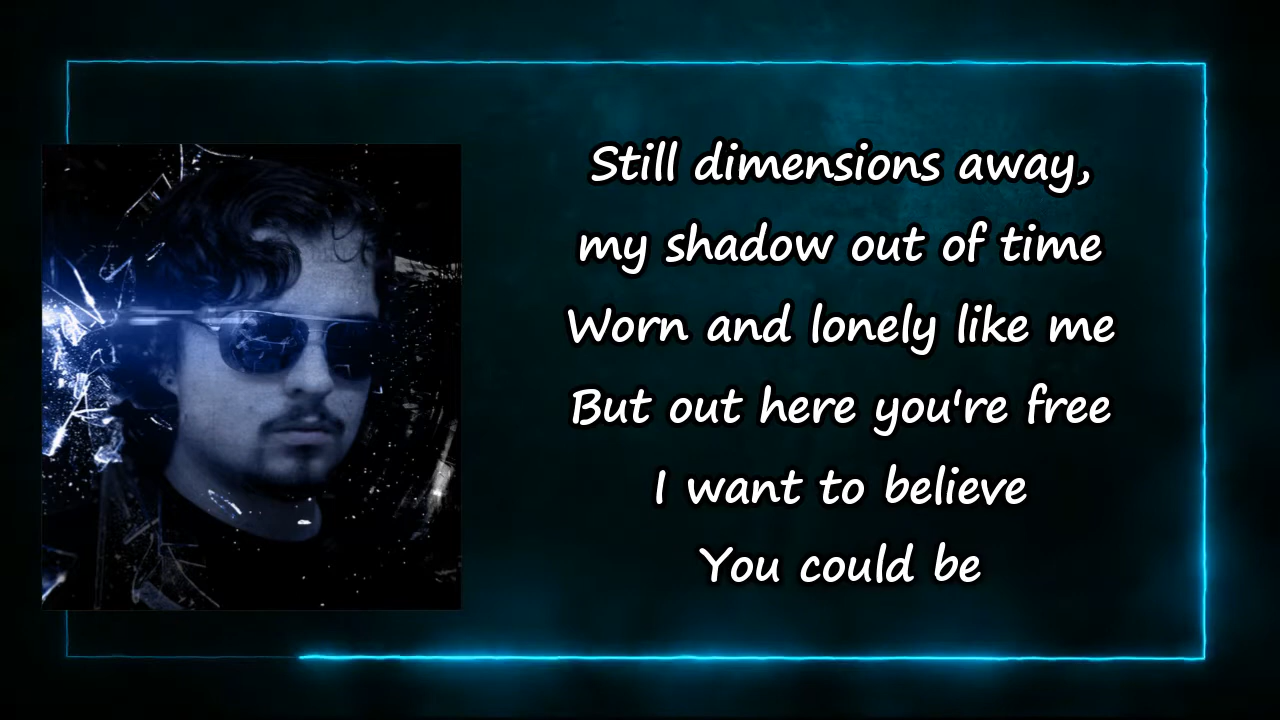 Still dimensions away,
my shadow out of time
Worn and lonely like me
But out here you're free
I want to believe
You could be